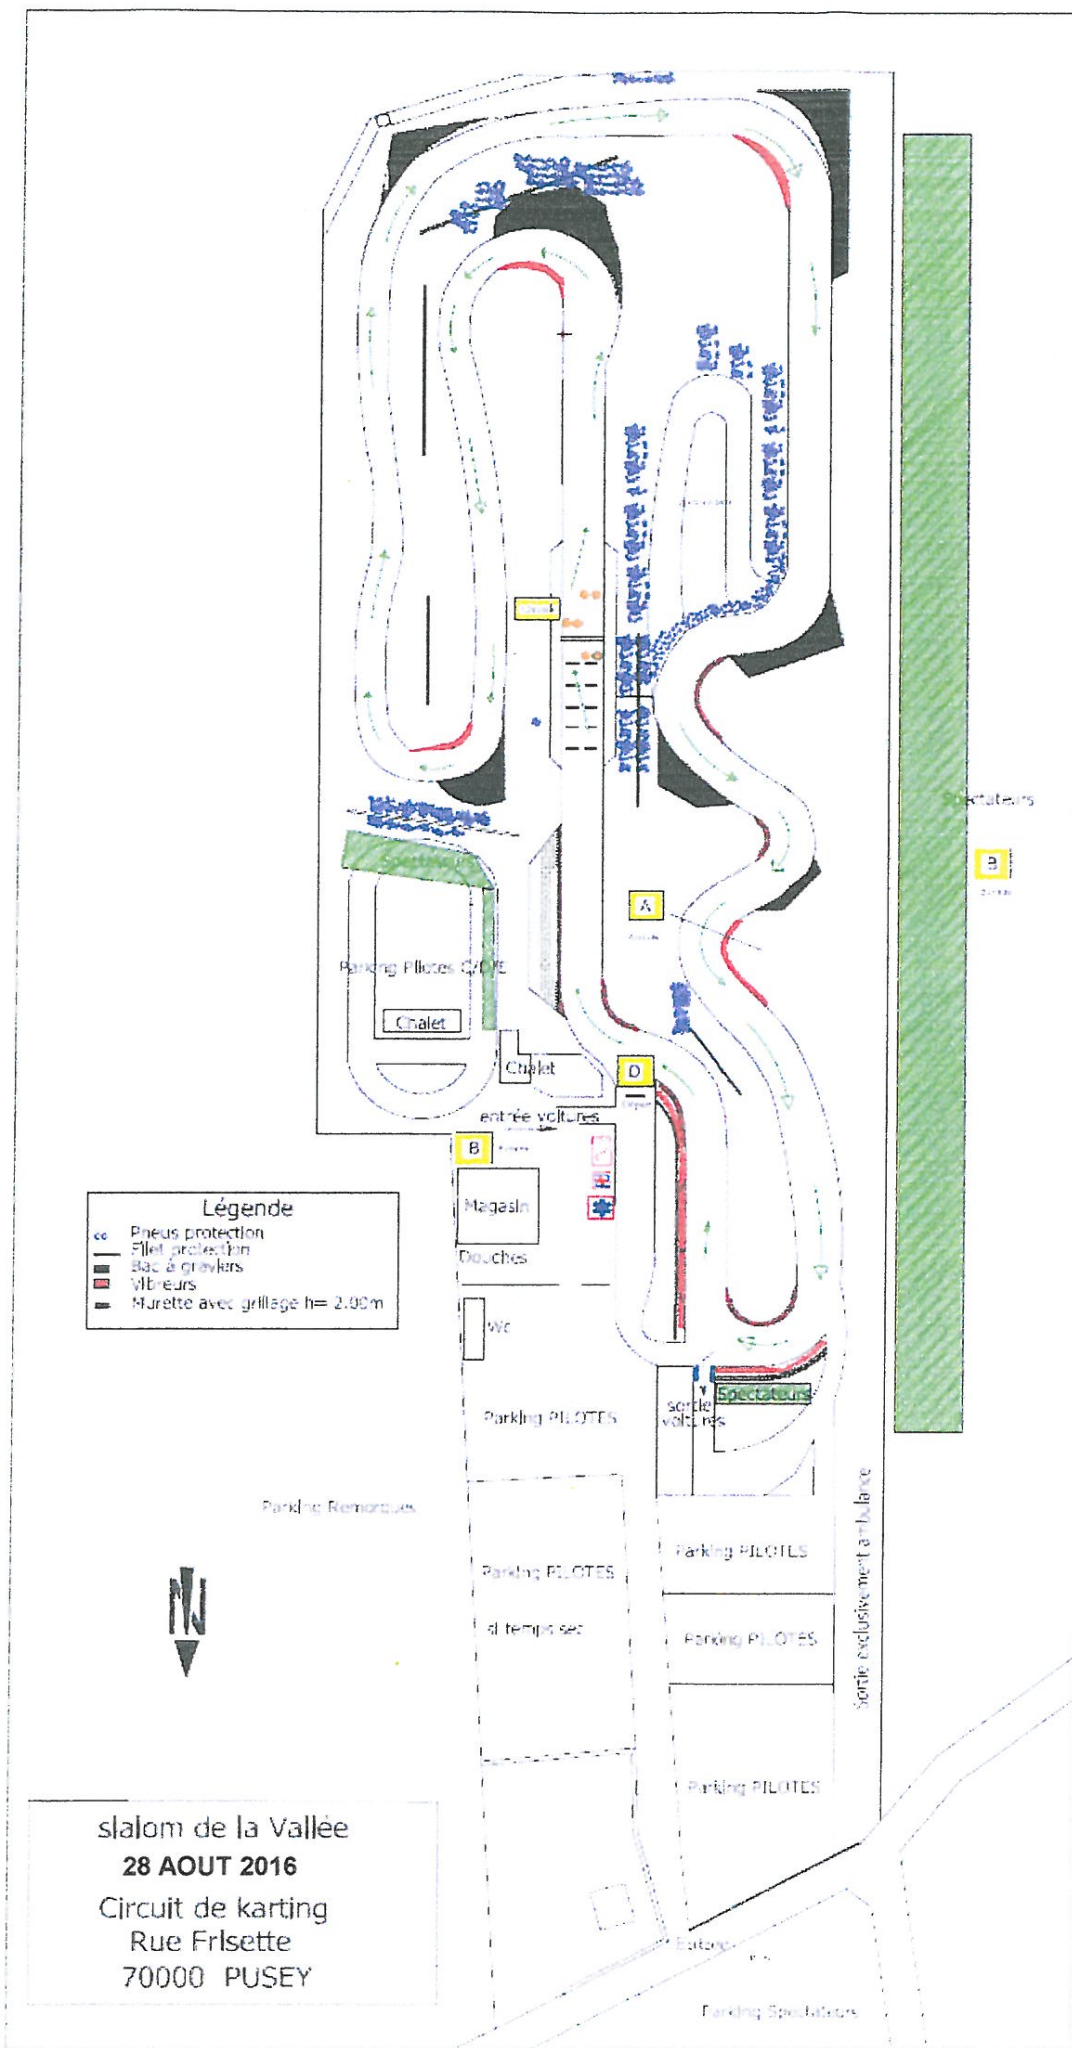 Spectateurs
B
Spectateurs
A
Parking Pilotes C/D/E
Chalet
Chalet
D
Départ
entrée voitures
B
Magasin
Douches
Légende
Pneus protection
Filet protection
Bac à graviers
Vibreurs
Murette avec grillage h= 2.00m
WC
Spectateurs
sortie
voitures
Parking PILOTES
Parking Remorques
Parking PILOTES
Parking PILOTES
si temps sec
Parking PILOTES
Sortie exclusivement ambulance
Parking PILOTES
N
slalom de la Vallée
28 AOUT 2016
Circuit de karting
Rue Frisette
70000 PUSEY
Parking Spectateurs